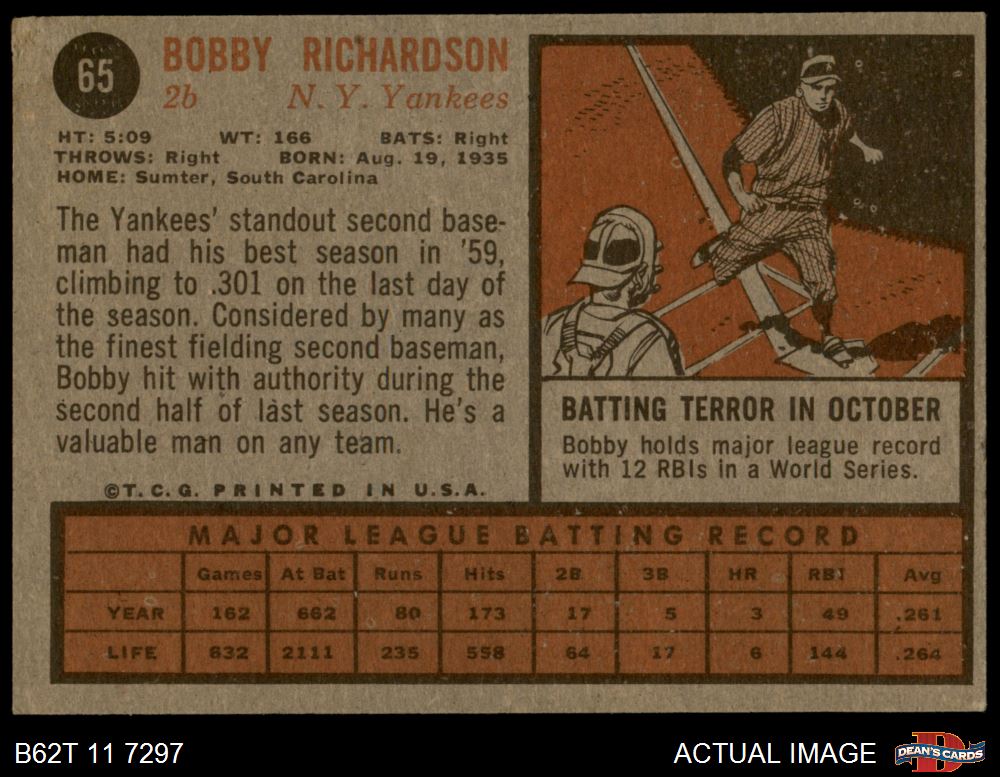 65
BOBBY RICHARDSON
2b N. Y. Yankees
HT: 5:09 WT: 166 BATS: Right
THROWS: Right BORN: Aug. 19, 1935
HOME: Sumter, South Carolina
The Yankees' standout second base-
man had his best season in '59,
climbing to .301 on the last day of
the season. Considered by many as
the finest fielding second baseman,
Bobby hit with authority during the
second half of last season. He's a
valuable man on any team.
©T. C. G. PRINTED IN U.S.A.
BATTING TERROR IN OCTOBER
Bobby holds major league record
with 12 RBIs in a World Series.
MAJOR LEAGUE BATTING RECORD
Games At Bat Runs Hits 2B 3B HR RBI Avg
YEAR 162 662 80 173 17 5 3 49 .261
LIFE 632 2111 235 558 64 17 6 144 .264
B62T 11 7297
ACTUAL IMAGE
D
DEAN'S CARDS